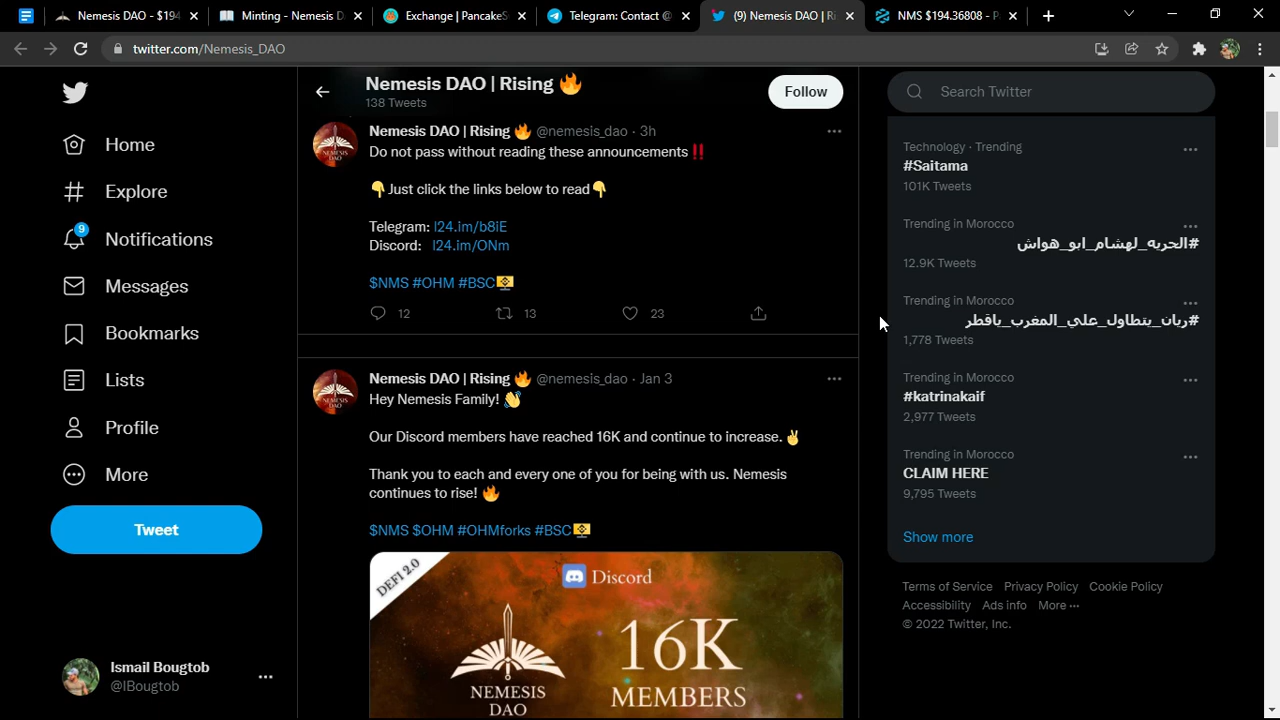 Nemesis DAO - $194
Minting - Nemesis D
Exchange | PancakeS
Telegram: Contact @
(9) Nemesis DAO | Ri
NMS $194.36808 - P
twitter.com/Nemesis_DAO
Home
Explore
9
Notifications
Messages
Bookmarks
Lists
Profile
More
Tweet
Ismail Bougtob
@IBougtob
Nemesis DAO | Rising 🔥
138 Tweets
Follow
Nemesis DAO | Rising 🔥 @nemesis_dao · 3h
Do not pass without reading these announcements ‼️
👇Just click the links below to read👇
Telegram: l24.im/b8iE
Discord: l24.im/ONm
$NMS #OHM #BSC
12 13 23
Nemesis DAO | Rising 🔥 @nemesis_dao · Jan 3
Hey Nemesis Family! 👋
Our Discord members have reached 16K and continue to increase. ✌
Thank you to each and every one of you for being with us. Nemesis
continues to rise! 🔥
$NMS $OHM #OHMforks #BSC
DEFI 2.0
Discord
NEMESIS
DAO
16K
MEMBERS
Search Twitter
Technology · Trending
#Saitama
101K Tweets
Trending in Morocco
#الحريه_لهشام_ابو_هواش
12.9K Tweets
Trending in Morocco
#ريان_يتطاول_علي_المغرب_ياقطر
1,778 Tweets
Trending in Morocco
#katrinakaif
2,977 Tweets
Trending in Morocco
CLAIM HERE
9,795 Tweets
Show more
Terms of Service Privacy Policy Cookie Policy
Accessibility Ads info More ···
© 2022 Twitter, Inc.